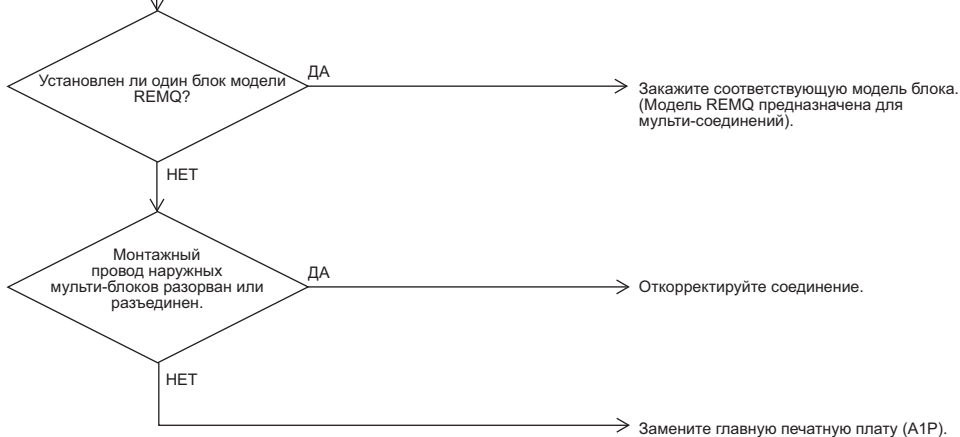 Установлен ли один блок модели
REMQ?
ДА
Закажите соответствующую модель блока.
(Модель REMQ предназначена для
мульти-соединений).
НЕТ
Монтажный
провод наружных
мульти-блоков разорван или
разъединен.
ДА
Откорректируйте соединение.
НЕТ
Замените главную печатную плату (A1P).